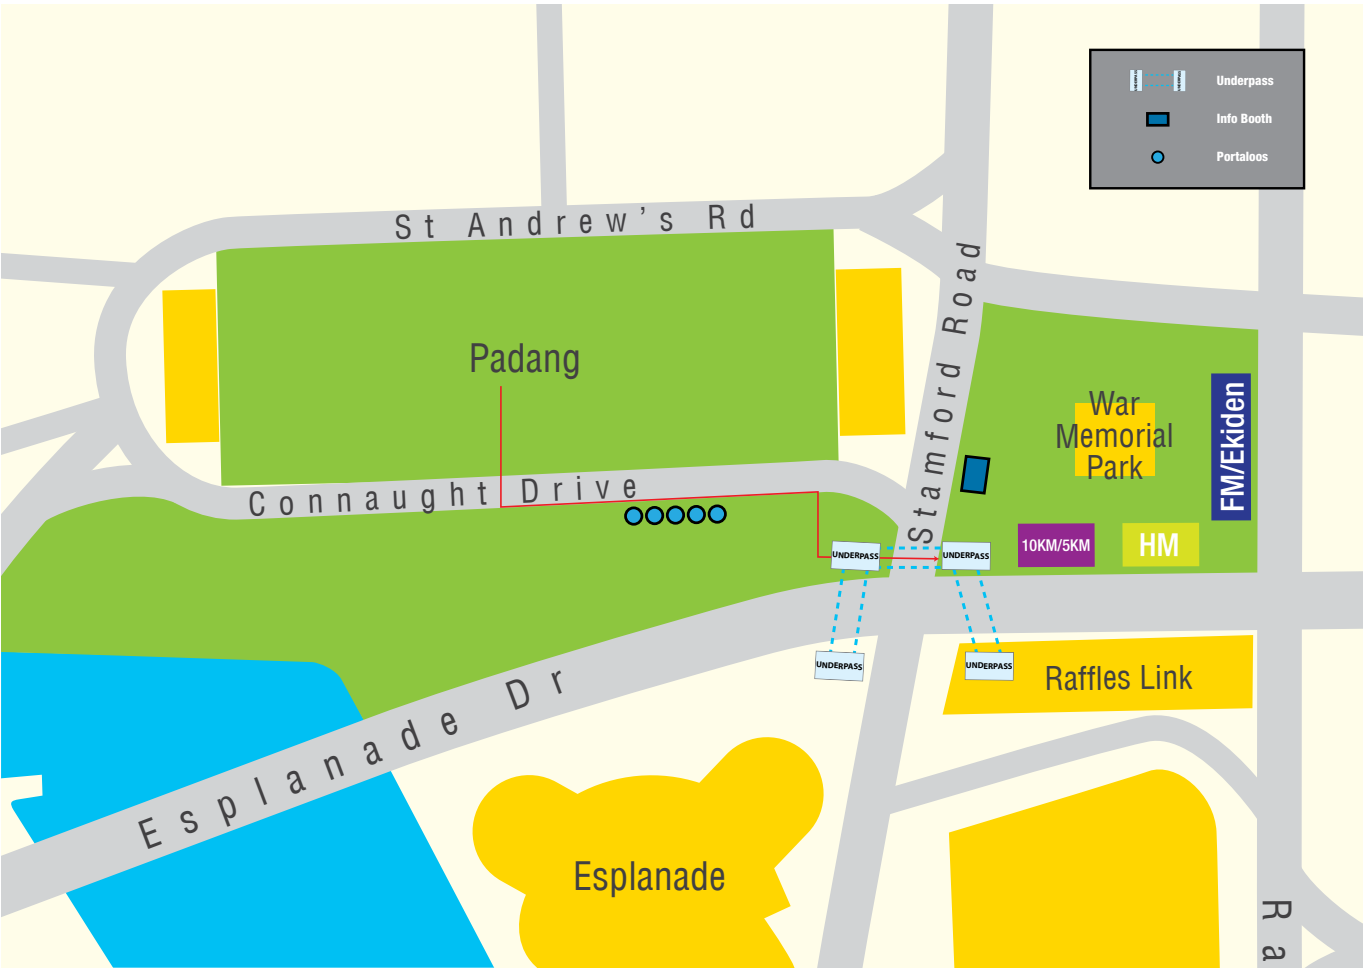 Underpass
Info Booth
Portaloos
St Andrew's Rd
Stamford Road
Padang
War
Memorial
Park
FM/Ekiden
Connaught Drive
10KM/5KM
HM
UNDERPASS
UNDERPASS
UNDERPASS
UNDERPASS
Raffles Link
Esplanade Dr
Esplanade
Ra